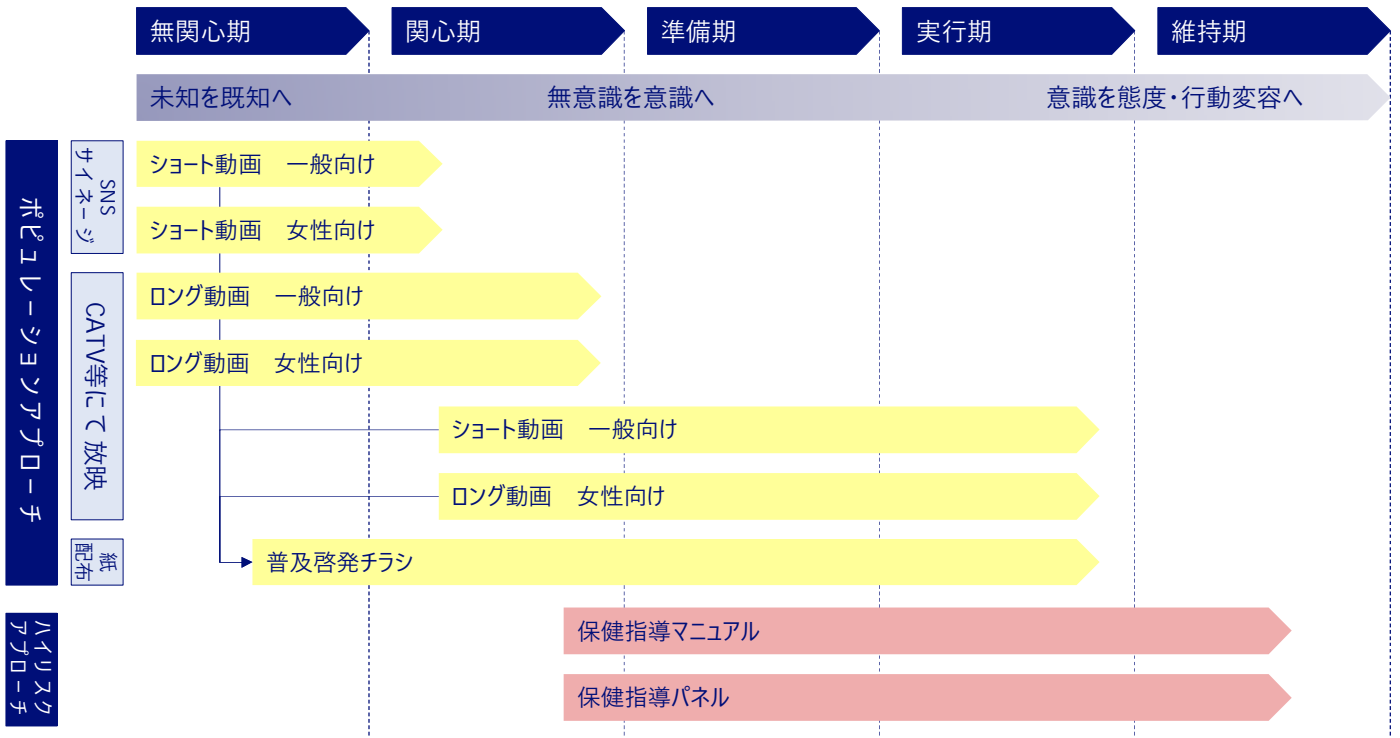 無関心期
関心期
準備期
実行期
維持期
未知を既知へ
無意識を意識へ
意識を態度・行動変容へ
ポピュレーションアプローチ
SNS
サイネージ
ショート動画　一般向け
ショート動画　女性向け
CATV等にて放映
ロング動画　一般向け
ロング動画　女性向け
ショート動画　一般向け
ロング動画　女性向け
紙
配布
普及啓発チラシ
ハイリスク
アプローチ
保健指導マニュアル
保健指導パネル